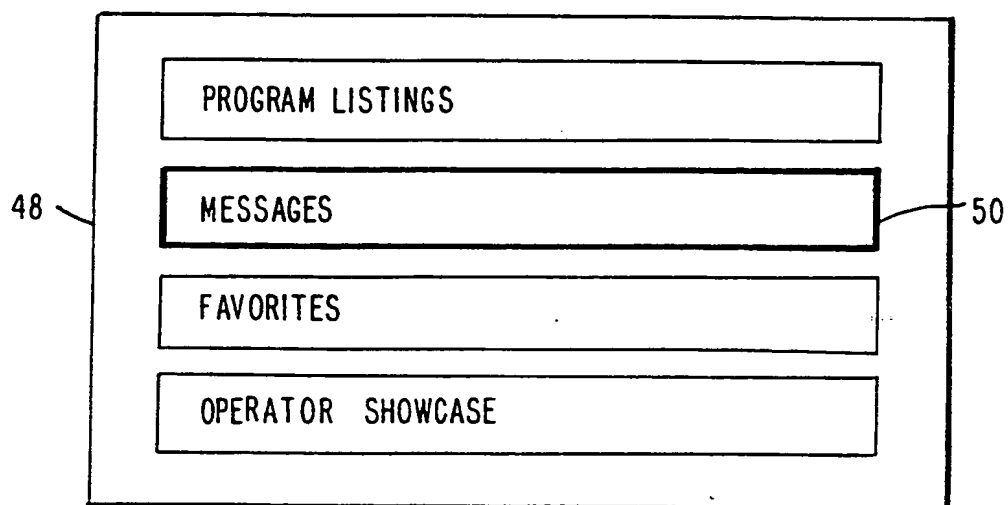 PROGRAM LISTINGS
48 MESSAGES 50
FAVORITES
OPERATOR SHOWCASE